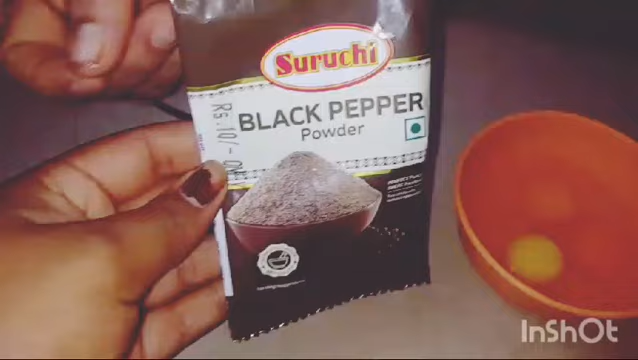 Suruchi
BLACK PEPPER
Powder
Rs.10/-
InShOt